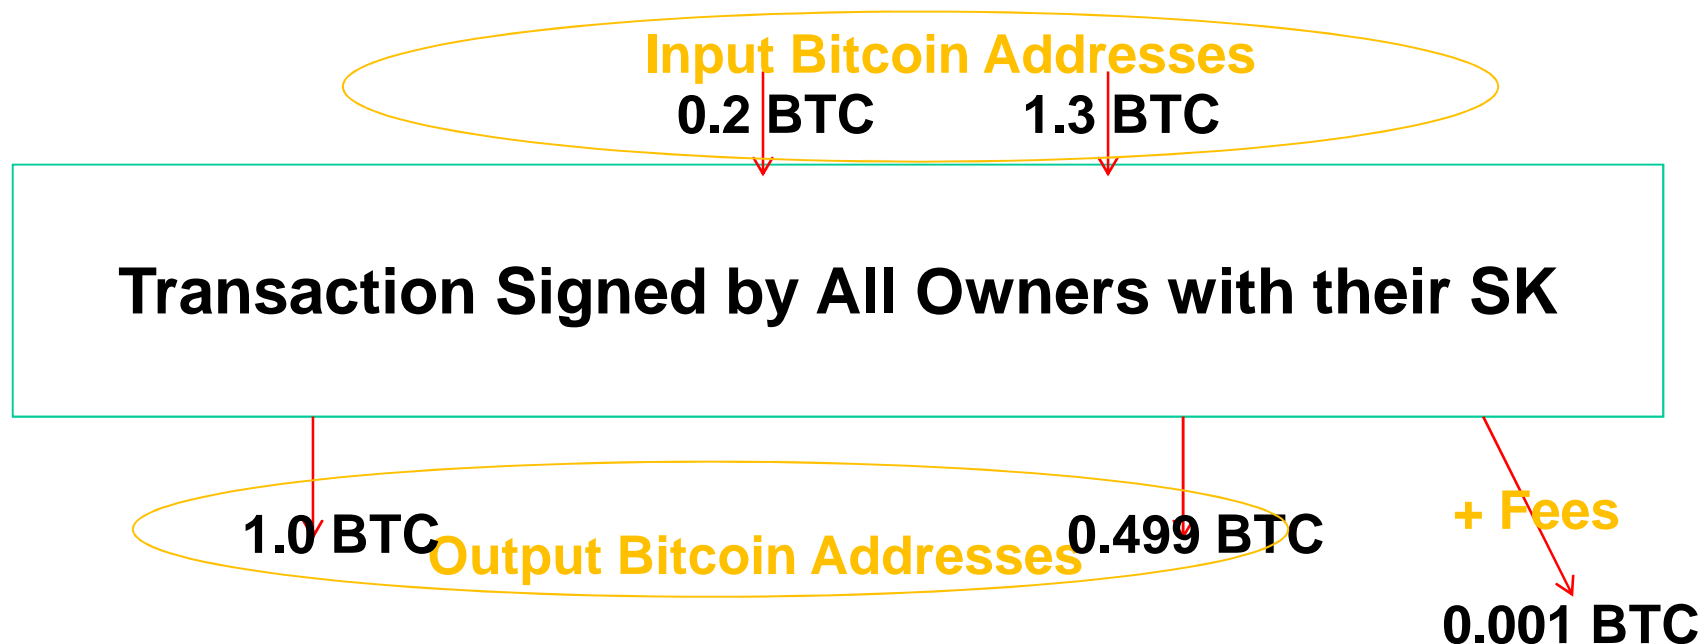 Input Bitcoin Addresses
0.2 BTC 1.3 BTC
Transaction Signed by All Owners with their SK
+ Fees
1.0 BTC 0.499 BTC
Output Bitcoin Addresses
0.001 BTC